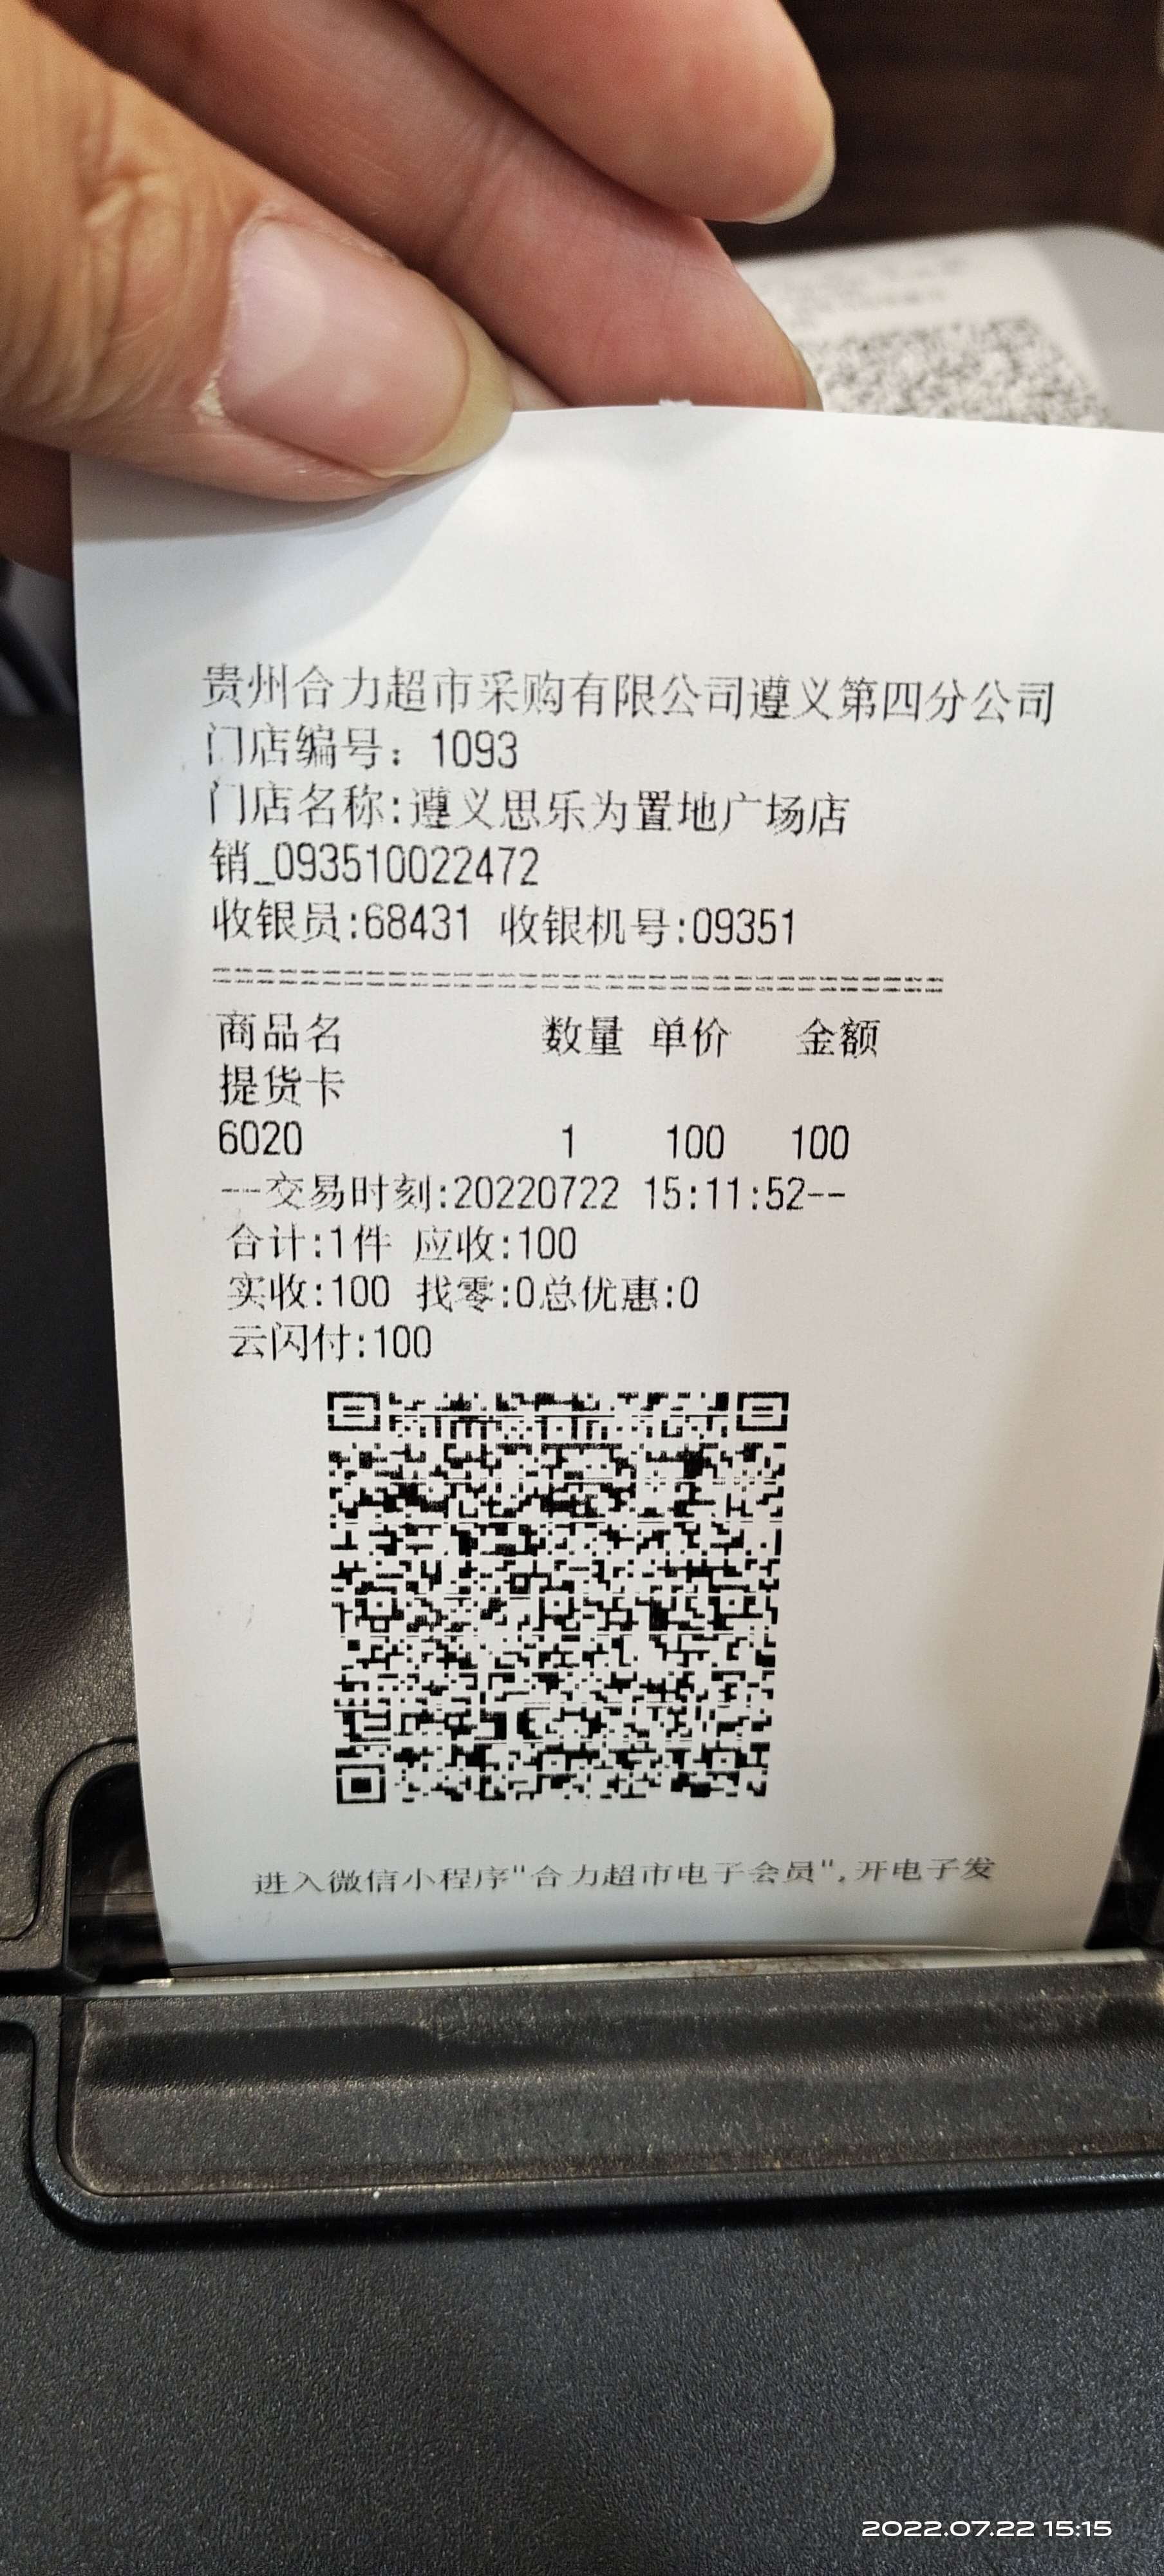 贵州合力超市采购有限公司遵义第四分公司
门店编号：1093
门店名称:遵义思乐为置地广场店
销_093510022472
收银员:68431 收银机号:09351
商品名 数量 单价 金额
提货卡
6020 1 100 100
--交易时刻:20220722 15:11:52--
合计:1件 应收:100
实收:100 找零:0总优惠:0
云闪付:100
进入微信小程序"合力超市电子会员",开电子发
2022.07.22 15:15